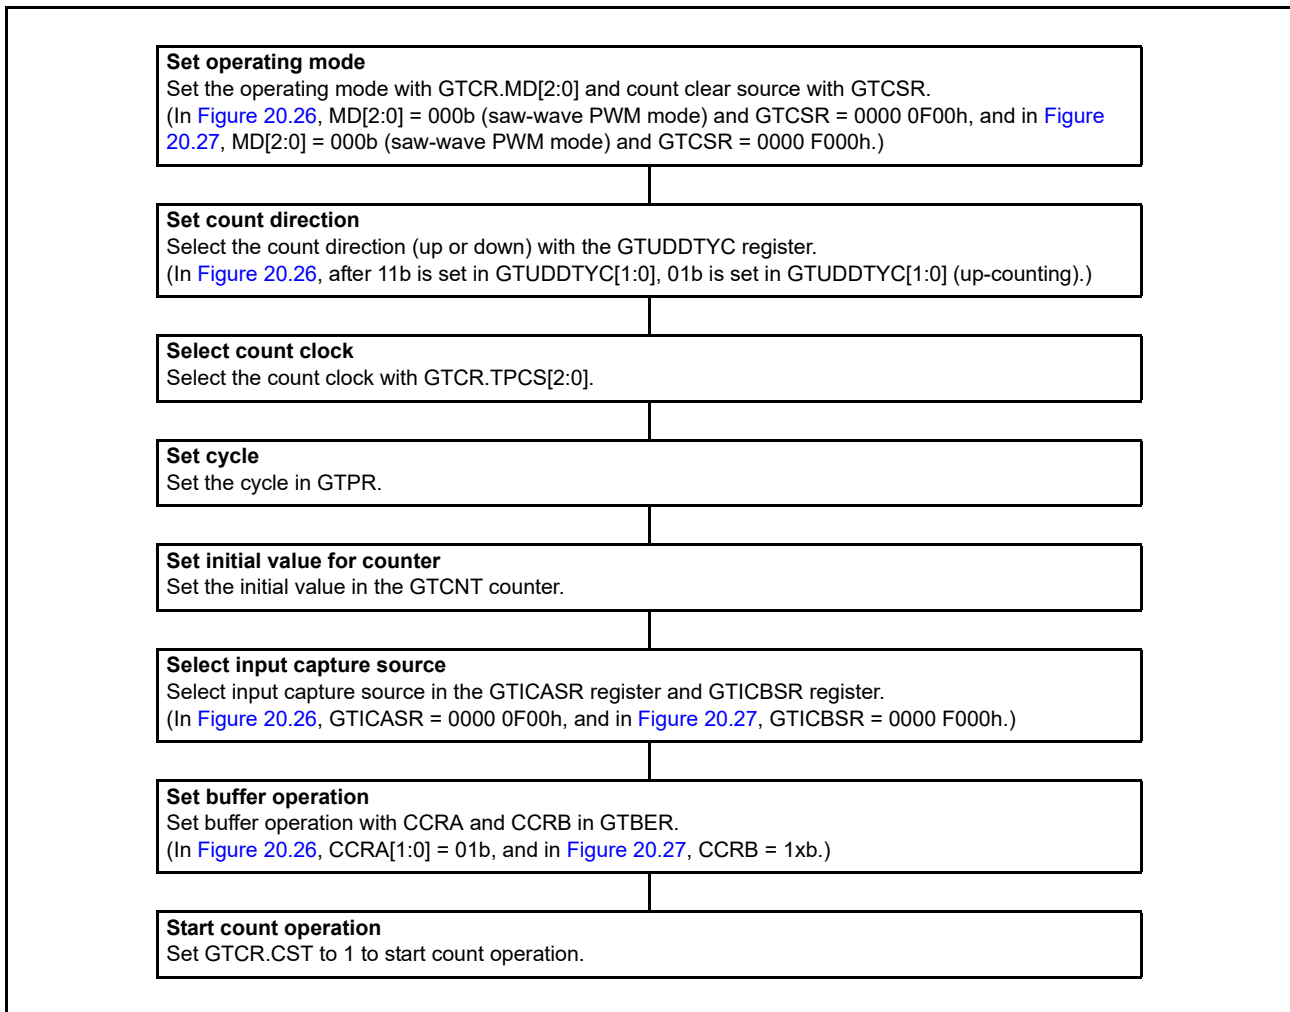 Set operating mode
Set the operating mode with GTCR.MD[2:0] and count clear source with GTCSR.
(In Figure 20.26, MD[2:0] = 000b (saw-wave PWM mode) and GTCSR = 0000 0F00h, and in Figure
20.27, MD[2:0] = 000b (saw-wave PWM mode) and GTCSR = 0000 F000h.)
Set count direction
Select the count direction (up or down) with the GTUDDTYC register.
(In Figure 20.26, after 11b is set in GTUDDTYC[1:0], 01b is set in GTUDDTYC[1:0] (up-counting).)
Select count clock
Select the count clock with GTCR.TPCS[2:0].
Set cycle
Set the cycle in GTPR.
Set initial value for counter
Set the initial value in the GTCNT counter.
Select input capture source
Select input capture source in the GTICASR register and GTICBSR register.
(In Figure 20.26, GTICASR = 0000 0F00h, and in Figure 20.27, GTICBSR = 0000 F000h.)
Set buffer operation
Set buffer operation with CCRA and CCRB in GTBER.
(In Figure 20.26, CCRA[1:0] = 01b, and in Figure 20.27, CCRB = 1xb.)
Start count operation
Set GTCR.CST to 1 to start count operation.